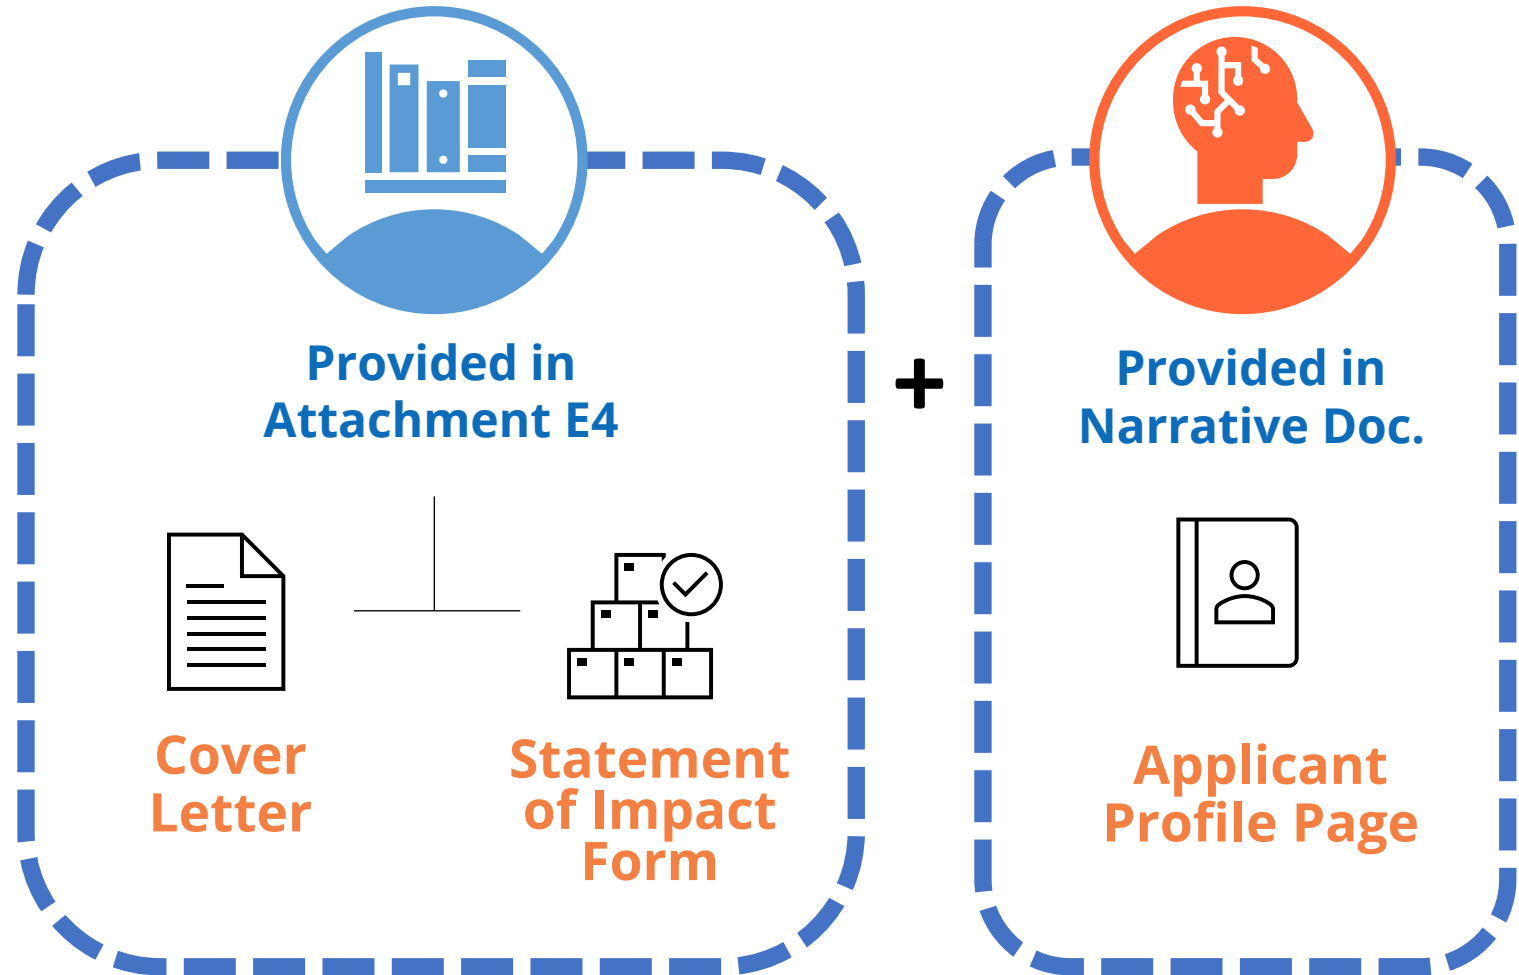 Provided in
Attachment E4
Cover
Letter
Statement
of Impact
Form
+
Provided in
Narrative Doc.
Applicant
Profile Page